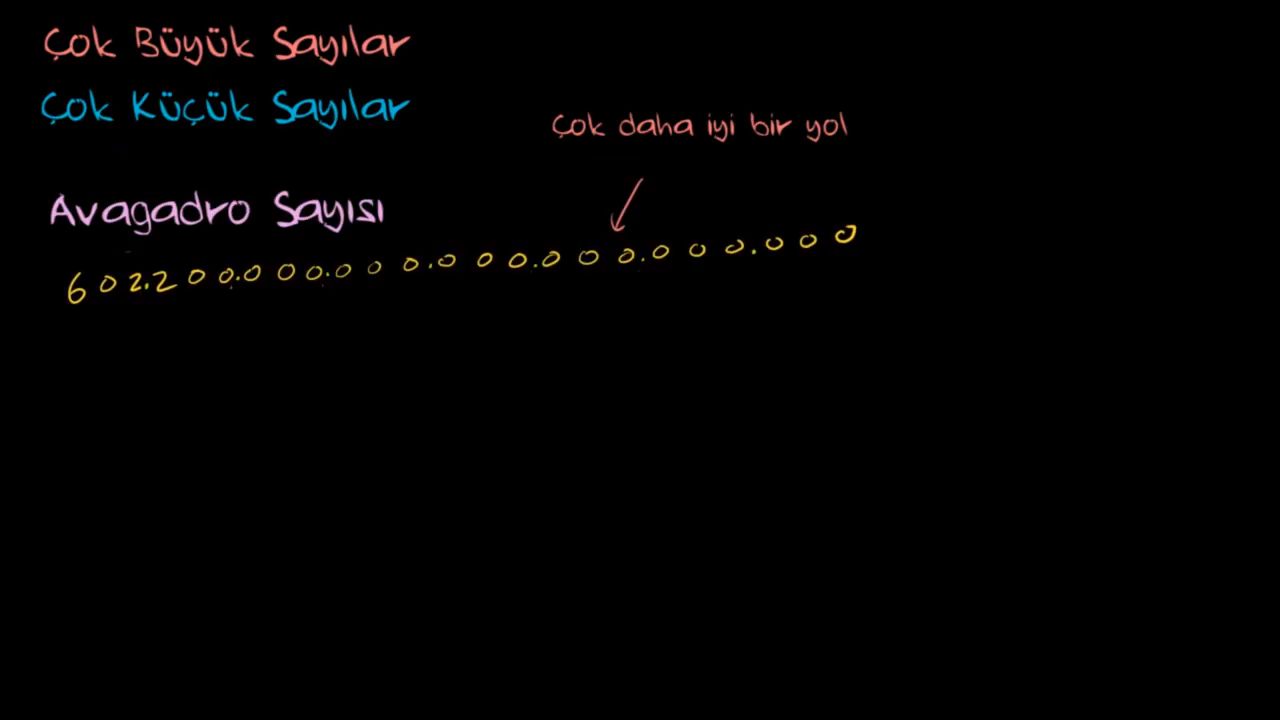 Çok Büyük Sayılar
Çok Küçük Sayılar
Çok daha iyi bir yol
Avagadro Sayısı
602.200.000.000.000.000.000.000